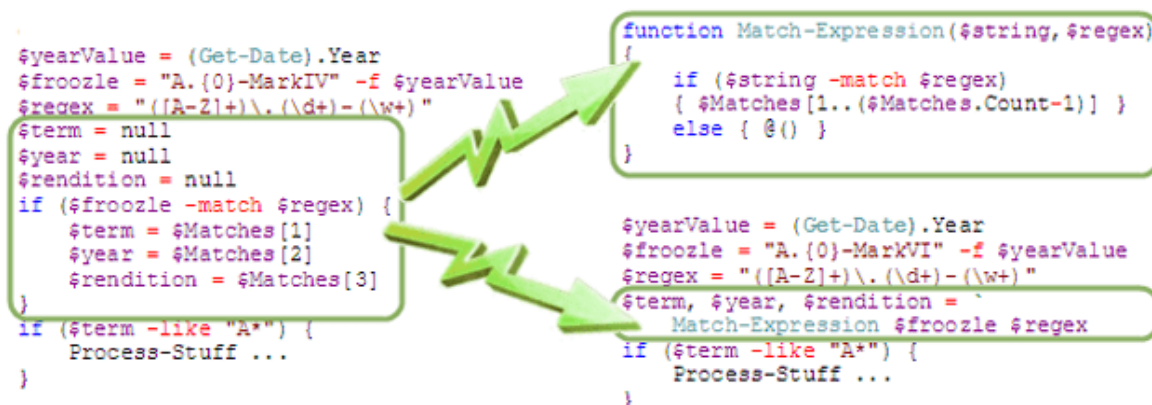 $yearValue = (Get-Date).Year
$froozle = "A.{0}-MarkIV" -f $yearValue
$regex = "([A-Z]+)\.(\d+)-(\w+)"
$term = null
$year = null
$rendition = null
if ($froozle -match $regex) {
    $term = $Matches[1]
    $year = $Matches[2]
    $rendition = $Matches[3]
}
if ($term -like "A*") {
    Process-Stuff ...
}
function Match-Expression($string,$regex)
{
    if ($string -match $regex)
    { $Matches[1..($Matches.Count-1)] }
    else { @() }
}
$yearValue = (Get-Date).Year
$froozle = "A.{0}-MarkVI" -f $yearValue
$regex = "([A-Z]+)\.(\d+)-(\w+)"
$term, $year, $rendition = `
    Match-Expression $froozle $regex
if ($term -like "A*") {
    Process-Stuff ...
}